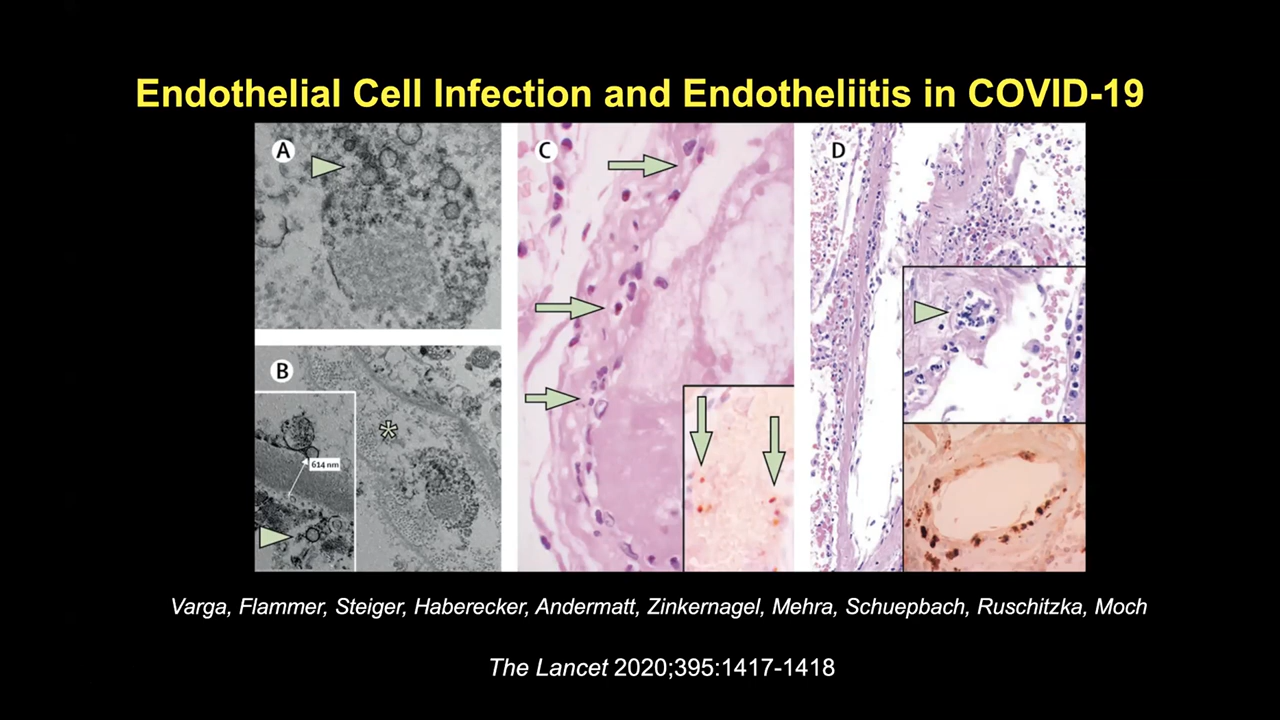 Endothelial Cell Infection and Endotheliitis in COVID-19
A
C
D
B
*
614 nm
Varga, Flammer, Steiger, Haberecker, Andermatt, Zinkernagel, Mehra, Schuepbach, Ruschitzka, Moch
The Lancet 2020;395:1417-1418